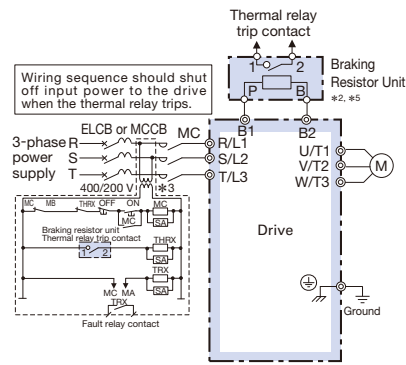 Thermal relay
trip contact
1 2
Braking
Resistor Unit
P B
*2, *5
Wiring sequence should shut
off input power to the drive
when the thermal relay trips.
B1 B2
ELCB or MCCB MC
3-phase R R/L1
power S S/L2
supply T T/L3
400/200 V *3
U/T1
V/T2
W/T3
M
MC MB THRX OFF ON MC
MC SA
Braking resistor unit
Thermal relay trip contact
1 2
THRX
SA
TRX
SA
MC MA
TRX
Fault relay contact
Drive
Ground